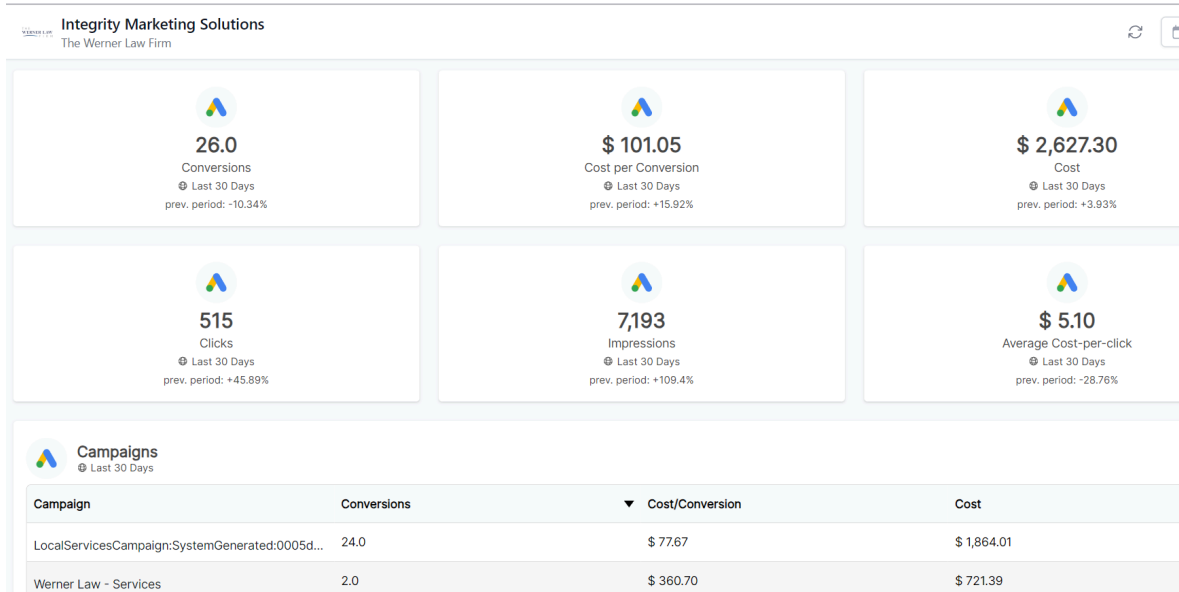 THE
WERNER LAW
FIRM
Integrity Marketing Solutions
The Werner Law Firm
26.0
Conversions
Last 30 Days
prev. period: -10.34%
$ 101.05
Cost per Conversion
Last 30 Days
prev. period: +15.92%
$ 2,627.30
Cost
Last 30 Days
prev. period: +3.93%
515
Clicks
Last 30 Days
prev. period: +45.89%
7,193
Impressions
Last 30 Days
prev. period: +109.4%
$ 5.10
Average Cost-per-click
Last 30 Days
prev. period: -28.76%
Campaigns
Last 30 Days
Campaign Conversions Cost/Conversion Cost
LocalServicesCampaign:SystemGenerated:0005d... 24.0 $ 77.67 $ 1,864.01
Werner Law - Services 2.0 $ 360.70 $ 721.39